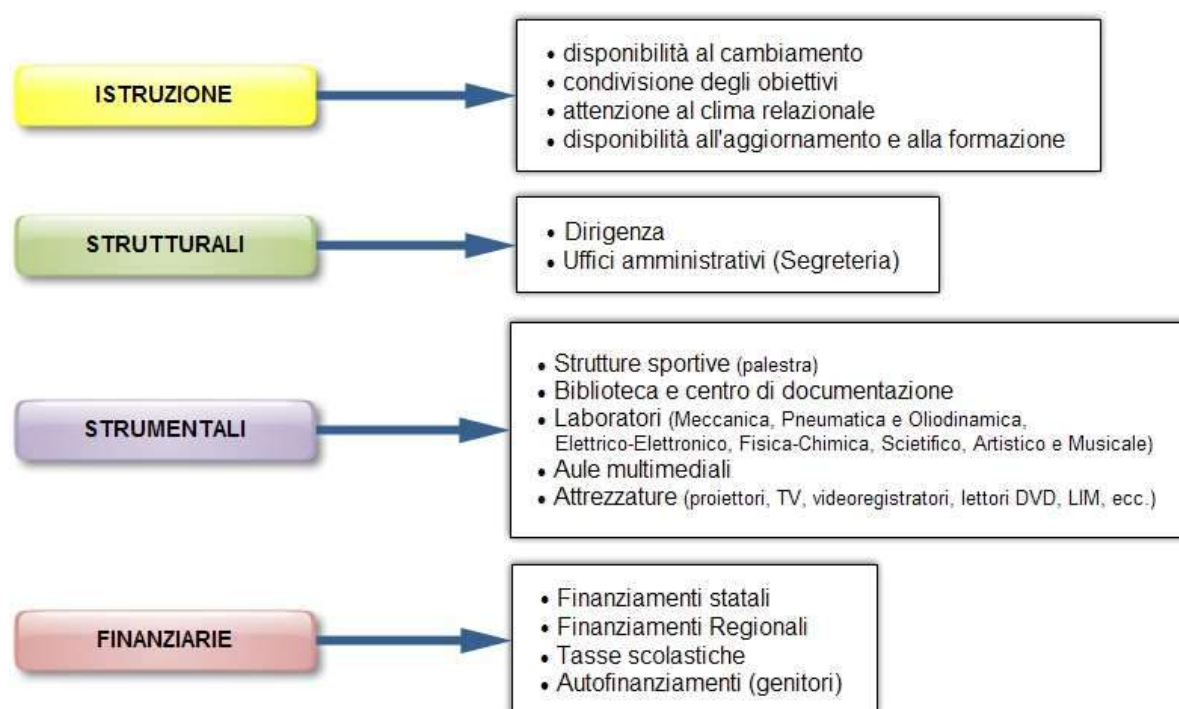 ISTRUZIONE
• disponibilità al cambiamento
• condivisione degli obiettivi
• attenzione al clima relazionale
• disponibilità all'aggiornamento e alla formazione
STRUTTURALI
• Dirigenza
• Uffici amministrativi (Segreteria)
STRUMENTALI
• Strutture sportive (palestra)
• Biblioteca e centro di documentazione
• Laboratori (Meccanica, Pneumatica e Oliodinamica,
Elettrico-Elettronico, Fisica-Chimica, Scietifico, Artistico e Musicale)
• Aule multimediali
• Attrezzature (proiettori, TV, videoregistratori, lettori DVD, LIM, ecc.)
FINANZIARIE
• Finanziamenti statali
• Finanziamenti Regionali
• Tasse scolastiche
• Autofinanziamenti (genitori)